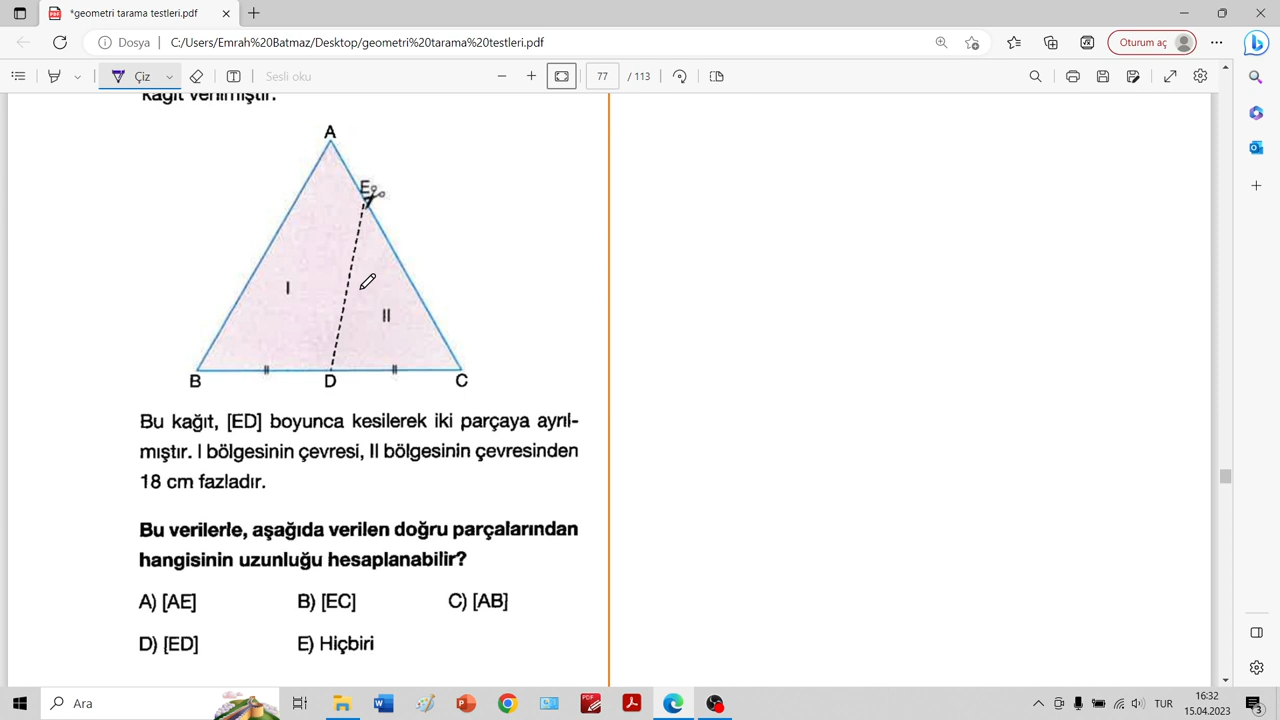 *geometri tarama testleri.pdf
Dosya
C:/Users/Emrah%20Batmaz/Desktop/geometri%20tarama%20testleri.pdf
Oturum aç
Çiz
Sesli oku
77 / 113
kağıt verilmiştir.
A
E
I
II
B
D
C
Bu kağıt, [ED] boyunca kesilerek iki parçaya ayrıl-
mıştır. I bölgesinin çevresi, II bölgesinin çevresinden
18 cm fazladır.
Bu verilerle, aşağıda verilen doğru parçalarından
hangisinin uzunluğu hesaplanabilir?
A) [AE] B) [EC] C) [AB]
D) [ED] E) Hiçbiri
Ara
TUR
16:32
15.04.2023
3